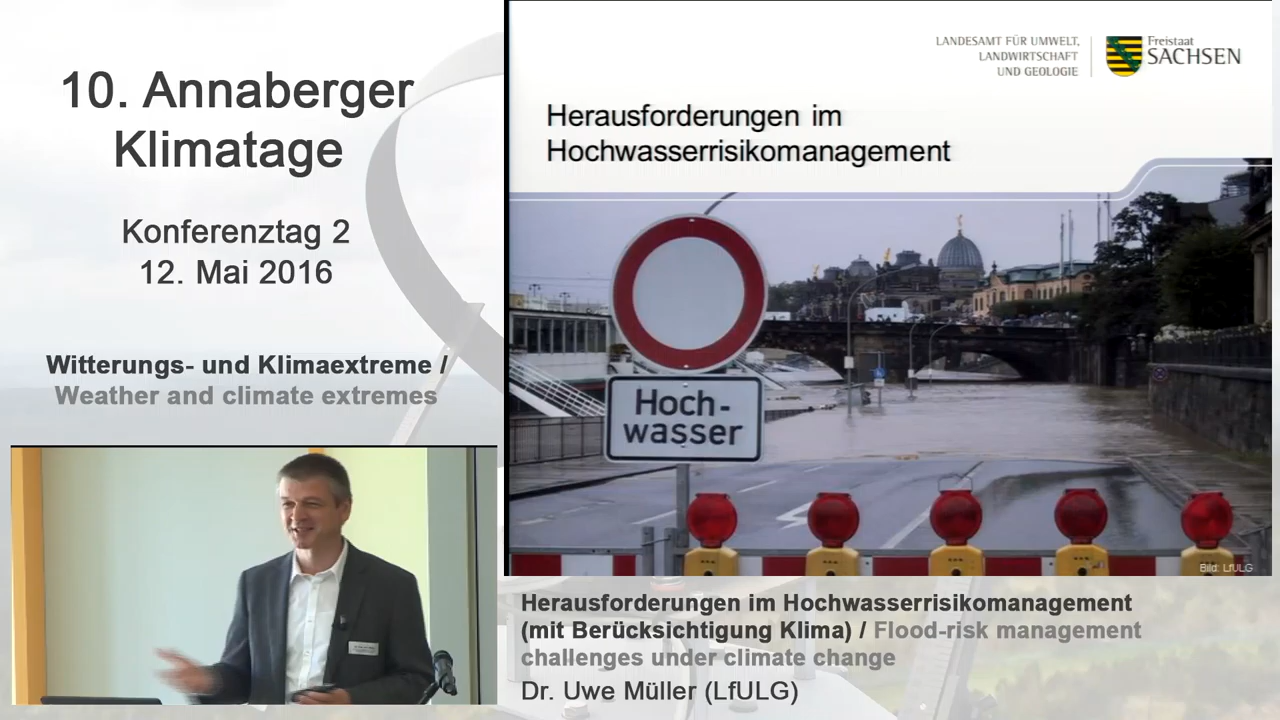 10. Annaberger
Klimatage
Konferenztag 2
12. Mai 2016
Witterungs- und Klimaextreme /
Weather and climate extremes
LANDESAMT FÜR UMWELT,
LANDWIRTSCHAFT
UND GEOLOGIE
Freistaat
SACHSEN
Herausforderungen im
Hochwasserrisikomanagement
Hoch-
wasser
Bild: LfULG
Herausforderungen im Hochwasserrisikomanagement
(mit Berücksichtigung Klima) / Flood-risk management
challenges under climate change
Dr. Uwe Müller (LfULG)